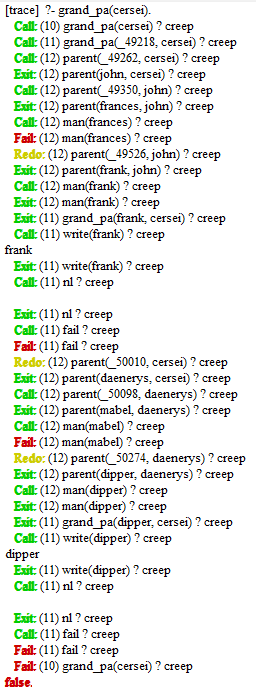 [trace]  ?- grand_pa(cersei).
Call: (10) grand_pa(cersei) ? creep
Call: (11) grand_pa(_49218, cersei) ? creep
Call: (12) parent(_49262, cersei) ? creep
Exit: (12) parent(john, cersei) ? creep
Call: (12) parent(_49350, john) ? creep
Exit: (12) parent(frances, john) ? creep
Call: (12) man(frances) ? creep
Fail: (12) man(frances) ? creep
Redo: (12) parent(_49526, john) ? creep
Exit: (12) parent(frank, john) ? creep
Call: (12) man(frank) ? creep
Exit: (12) man(frank) ? creep
Exit: (11) grand_pa(frank, cersei) ? creep
Call: (11) write(frank) ? creep
frank
Exit: (11) write(frank) ? creep
Call: (11) nl ? creep
Exit: (11) nl ? creep
Call: (11) fail ? creep
Fail: (11) fail ? creep
Redo: (12) parent(_50010, cersei) ? creep
Exit: (12) parent(daenerys, cersei) ? creep
Call: (12) parent(_50098, daenerys) ? creep
Exit: (12) parent(mabel, daenerys) ? creep
Call: (12) man(mabel) ? creep
Fail: (12) man(mabel) ? creep
Redo: (12) parent(_50274, daenerys) ? creep
Exit: (12) parent(dipper, daenerys) ? creep
Call: (12) man(dipper) ? creep
Exit: (12) man(dipper) ? creep
Exit: (11) grand_pa(dipper, cersei) ? creep
Call: (11) write(dipper) ? creep
dipper
Exit: (11) write(dipper) ? creep
Call: (11) nl ? creep
Exit: (11) nl ? creep
Call: (11) fail ? creep
Fail: (11) fail ? creep
Fail: (10) grand_pa(cersei) ? creep
false.